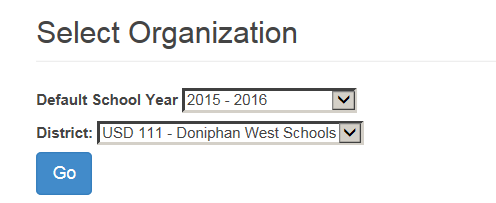 Select Organization
Default School Year 2015 - 2016
District: USD 111 - Doniphan West Schools
Go